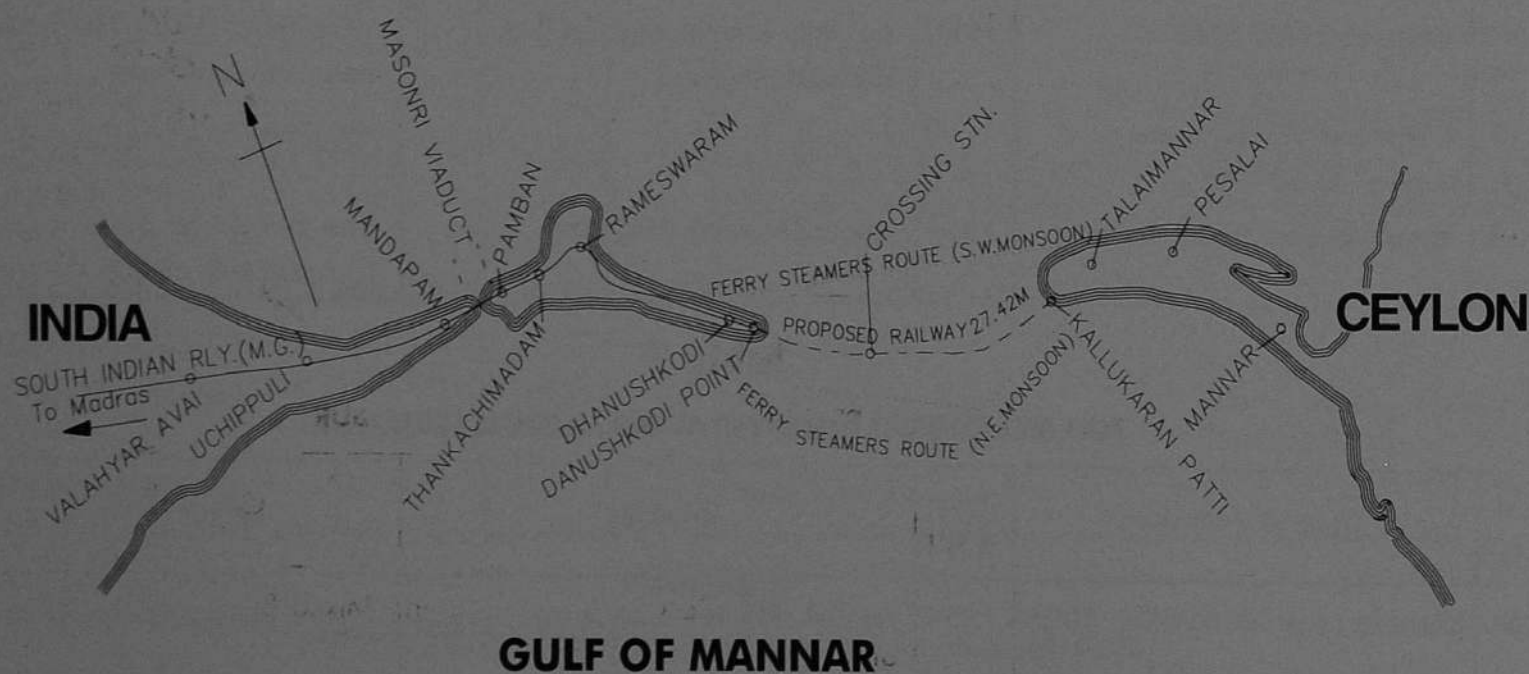 N
MASONRI VIADUCT
MANDAPAM
PAMBAN
RAMESWARAM
CROSSING STN.
TALAIMANNAR
PESALAI
FERRY STEAMERS ROUTE (S.W.MONSOON)
INDIA
CEYLON
PROPOSED RAILWAY 27.42M
SOUTH INDIAN RLY.(M.G.)
To Madras
VALAHYAR AVAI
UCHIPPULI
THANKACHIMADAM
DHANUSHKODI
DANUSHKODI POINT
FERRY STEAMERS ROUTE (N.E.MONSOON)
KALLUKARAN PATTI
MANNAR
GULF OF MANNAR